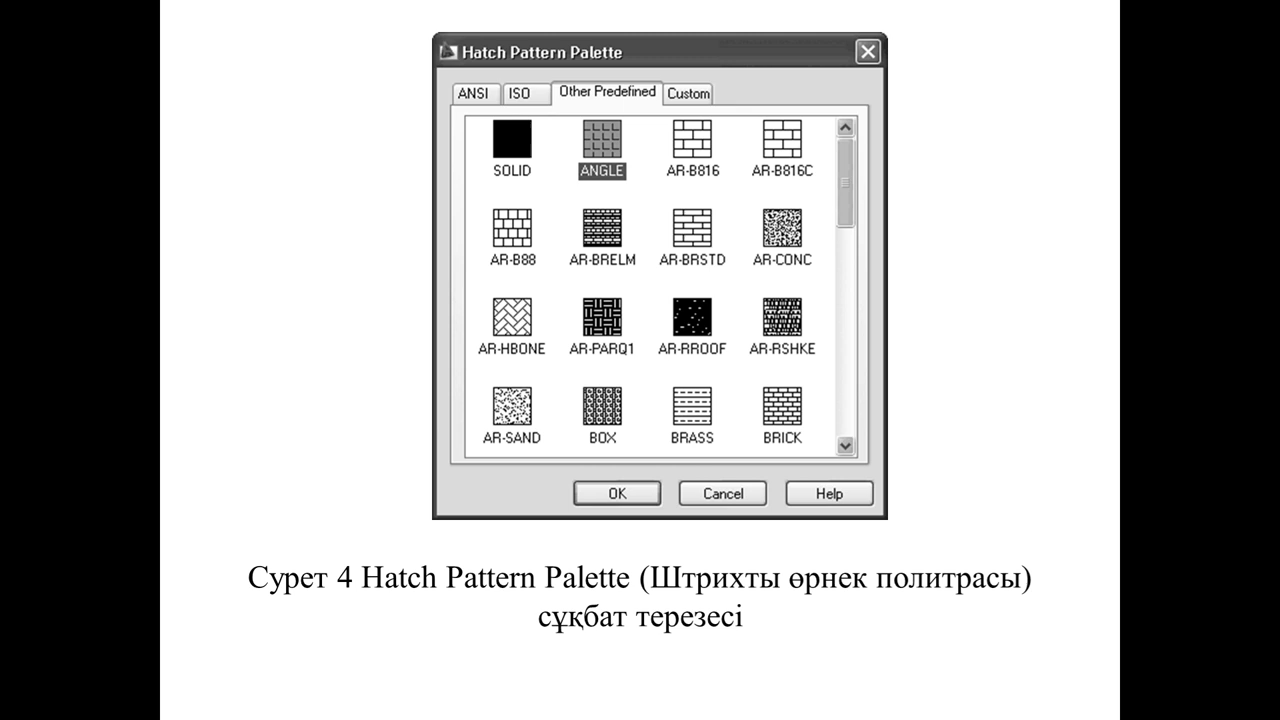 Hatch Pattern Palette
ANSI ISO Other Predefined Custom
SOLID ANGLE AR-B816 AR-B816C
AR-B88 AR-BRELM AR-BRSTD AR-CONC
AR-HBONE AR-PARQ1 AR-RROOF AR-RSHKE
AR-SAND BOX BRASS BRICK
OK Cancel Help
Сурет 4 Hatch Pattern Palette (Штрихты өрнек политрасы)
сұқбат терезесі